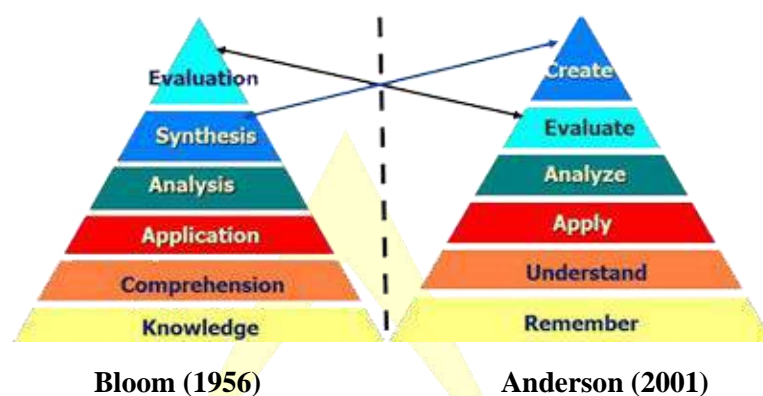 Evaluation
Synthesis
Analysis
Application
Comprehension
Knowledge
Bloom (1956)
Create
Evaluate
Analyze
Apply
Understand
Remember
Anderson (2001)